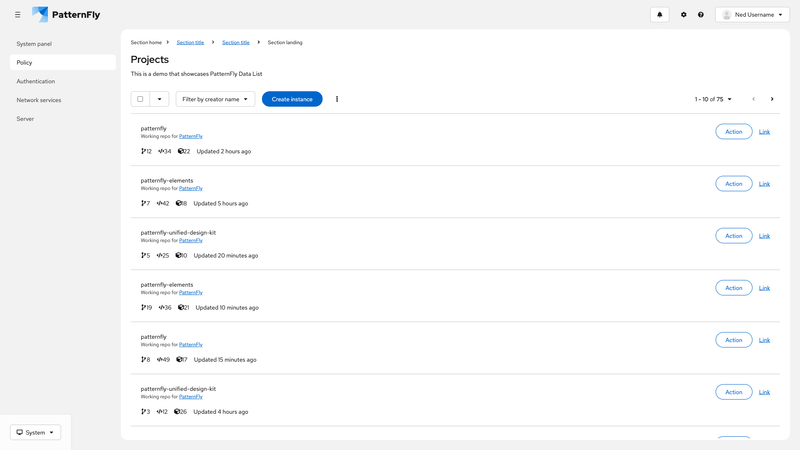 PatternFly
Ned Username
System panel
Policy
Authentication
Network services
Server
Section home Section title Section title Section landing
Projects
This is a demo that showcases PatternFly Data List
Filter by creator name Create instance 1 - 10 of 75
patternfly
Working repo for PatternFly
12 34 22 Updated 2 hours ago
Action Link
patternfly-elements
Working repo for PatternFly
7 42 18 Updated 5 hours ago
Action Link
patternfly-unified-design-kit
Working repo for PatternFly
5 25 10 Updated 20 minutes ago
Action Link
patternfly-elements
Working repo for PatternFly
19 36 21 Updated 10 minutes ago
Action Link
patternfly
Working repo for PatternFly
8 49 17 Updated 15 minutes ago
Action Link
patternfly-unified-design-kit
Working repo for PatternFly
3 12 26 Updated 4 hours ago
Action Link
System